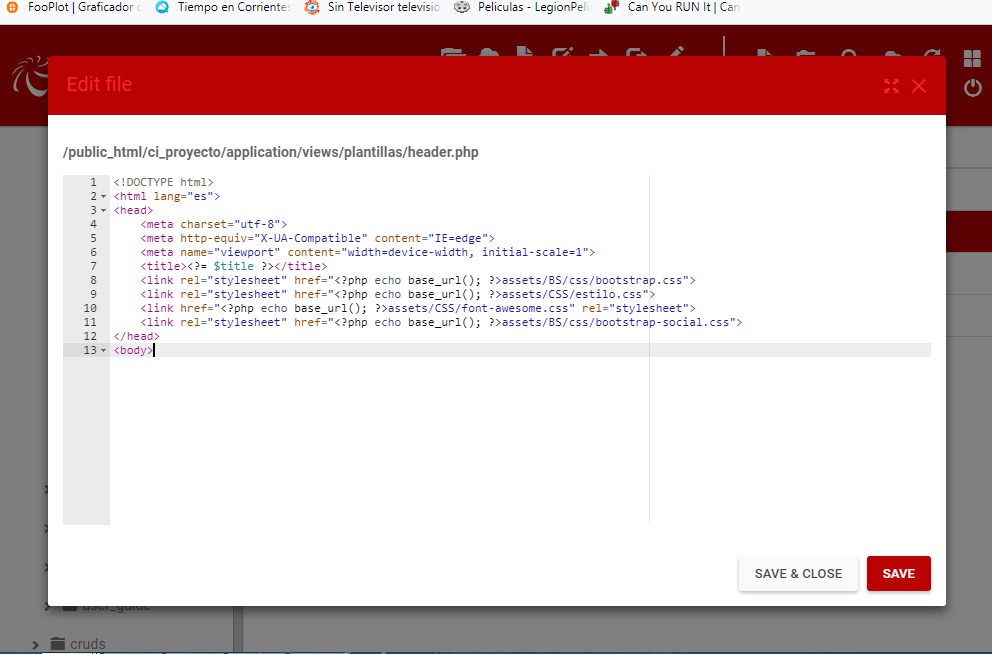 FooPlot | Graficador Tiempo en Corrientes Sin Televisor televisio Peliculas - LegionPeli Can You RUN It | Can
Edit file
/public_html/ci_proyecto/application/views/plantillas/header.php
1 <!DOCTYPE html>
2 <html lang="es">
3 <head>
4 <meta charset="utf-8">
5 <meta http-equiv="X-UA-Compatible" content="IE=edge">
6 <meta name="viewport" content="width=device-width, initial-scale=1">
7 <title><?= $title ?></title>
8 <link rel="stylesheet" href="<?php echo base_url(); ?>assets/BS/css/bootstrap.css">
9 <link rel="stylesheet" href="<?php echo base_url(); ?>assets/CSS/estilo.css">
10 <link href="<?php echo base_url(); ?>assets/CSS/font-awesome.css" rel="stylesheet">
11 <link rel="stylesheet" href="<?php echo base_url(); ?>assets/BS/css/bootstrap-social.css">
12 </head>
13 <body>
SAVE & CLOSE SAVE
user_guide
cruds